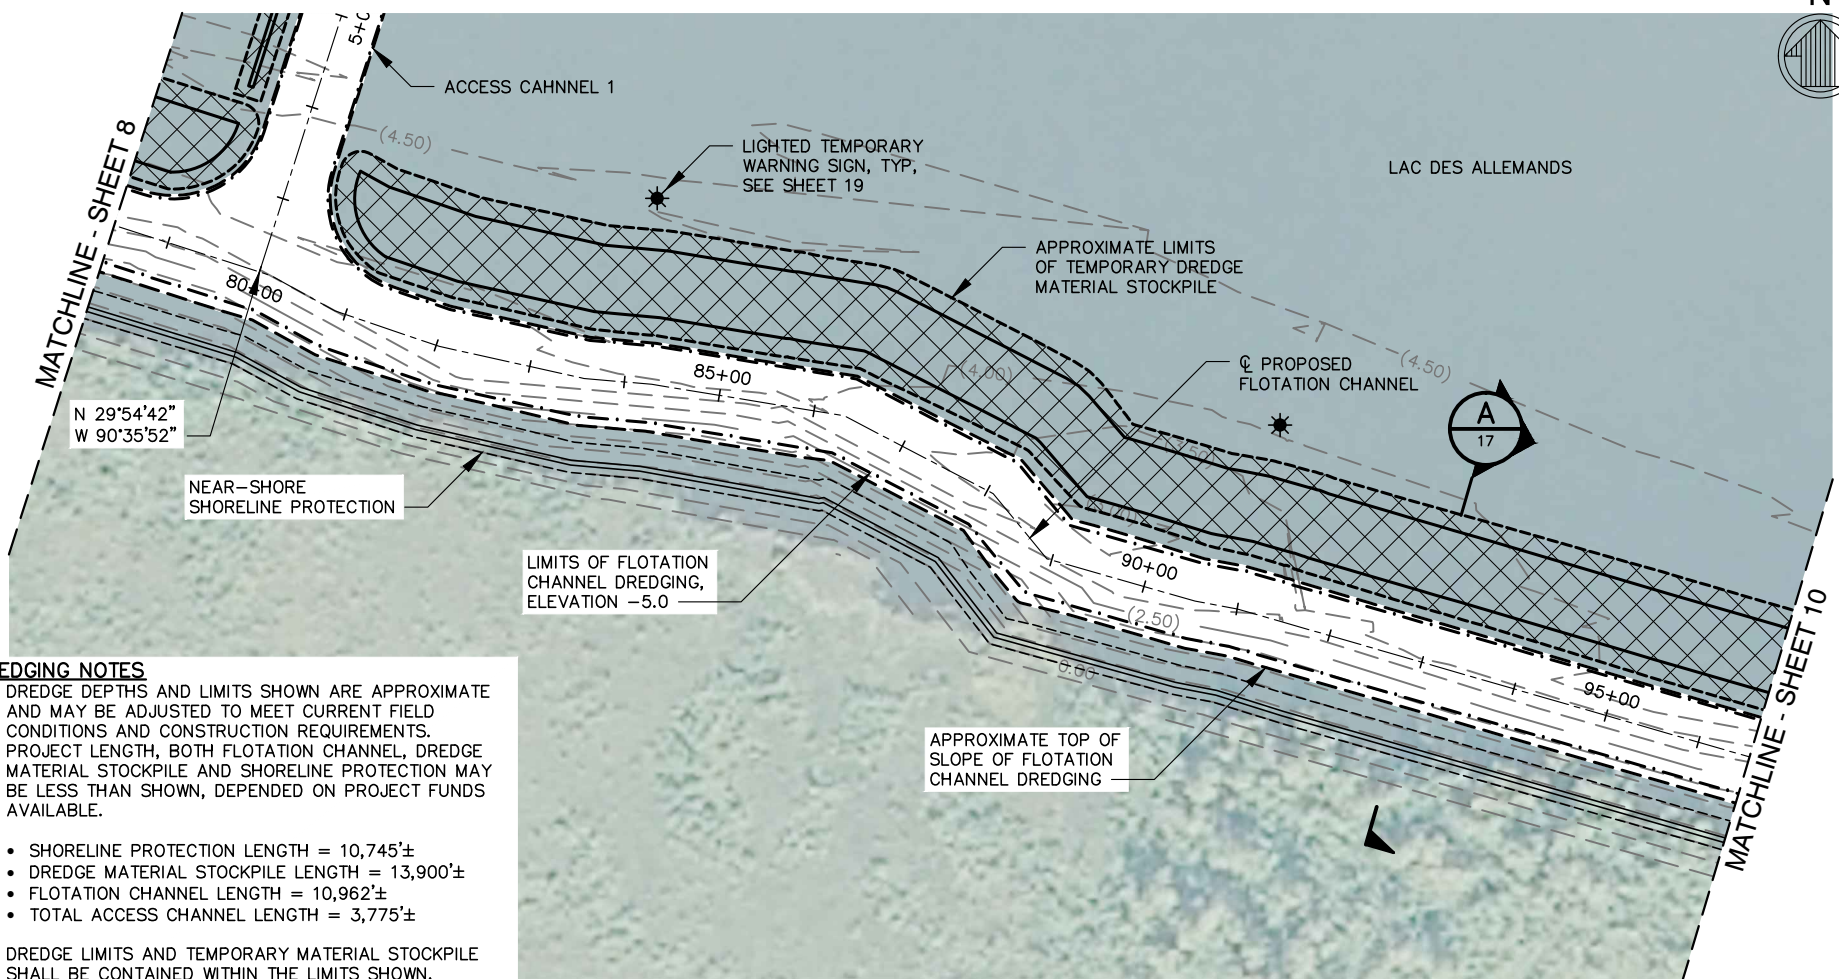 N
5+0
ACCESS CAHNNEL 1
(4.50)
LIGHTED TEMPORARY
WARNING SIGN, TYP,
SEE SHEET 19
LAC DES ALLEMANDS
MATCHLINE - SHEET 8
APPROXIMATE LIMITS
OF TEMPORARY DREDGE
MATERIAL STOCKPILE
80+00
85+00
(4.00)
℄ PROPOSED
FLOTATION CHANNEL
(4.50)
A
17
N 29°54'42"
W 90°35'52"
NEAR-SHORE
SHORELINE PROTECTION
LIMITS OF FLOTATION
CHANNEL DREDGING,
ELEVATION -5.0
90+00
(2.50)
0.00
95+00
MATCHLINE - SHEET 10
APPROXIMATE TOP OF
SLOPE OF FLOTATION
CHANNEL DREDGING
EDGING NOTES
DREDGE DEPTHS AND LIMITS SHOWN ARE APPROXIMATE
AND MAY BE ADJUSTED TO MEET CURRENT FIELD
CONDITIONS AND CONSTRUCTION REQUIREMENTS.
PROJECT LENGTH, BOTH FLOTATION CHANNEL, DREDGE
MATERIAL STOCKPILE AND SHORELINE PROTECTION MAY
BE LESS THAN SHOWN, DEPENDED ON PROJECT FUNDS
AVAILABLE.
• SHORELINE PROTECTION LENGTH = 10,745'±
• DREDGE MATERIAL STOCKPILE LENGTH = 13,900'±
• FLOTATION CHANNEL LENGTH = 10,962'±
• TOTAL ACCESS CHANNEL LENGTH = 3,775'±
DREDGE LIMITS AND TEMPORARY MATERIAL STOCKPILE
SHALL BE CONTAINED WITHIN THE LIMITS SHOWN.